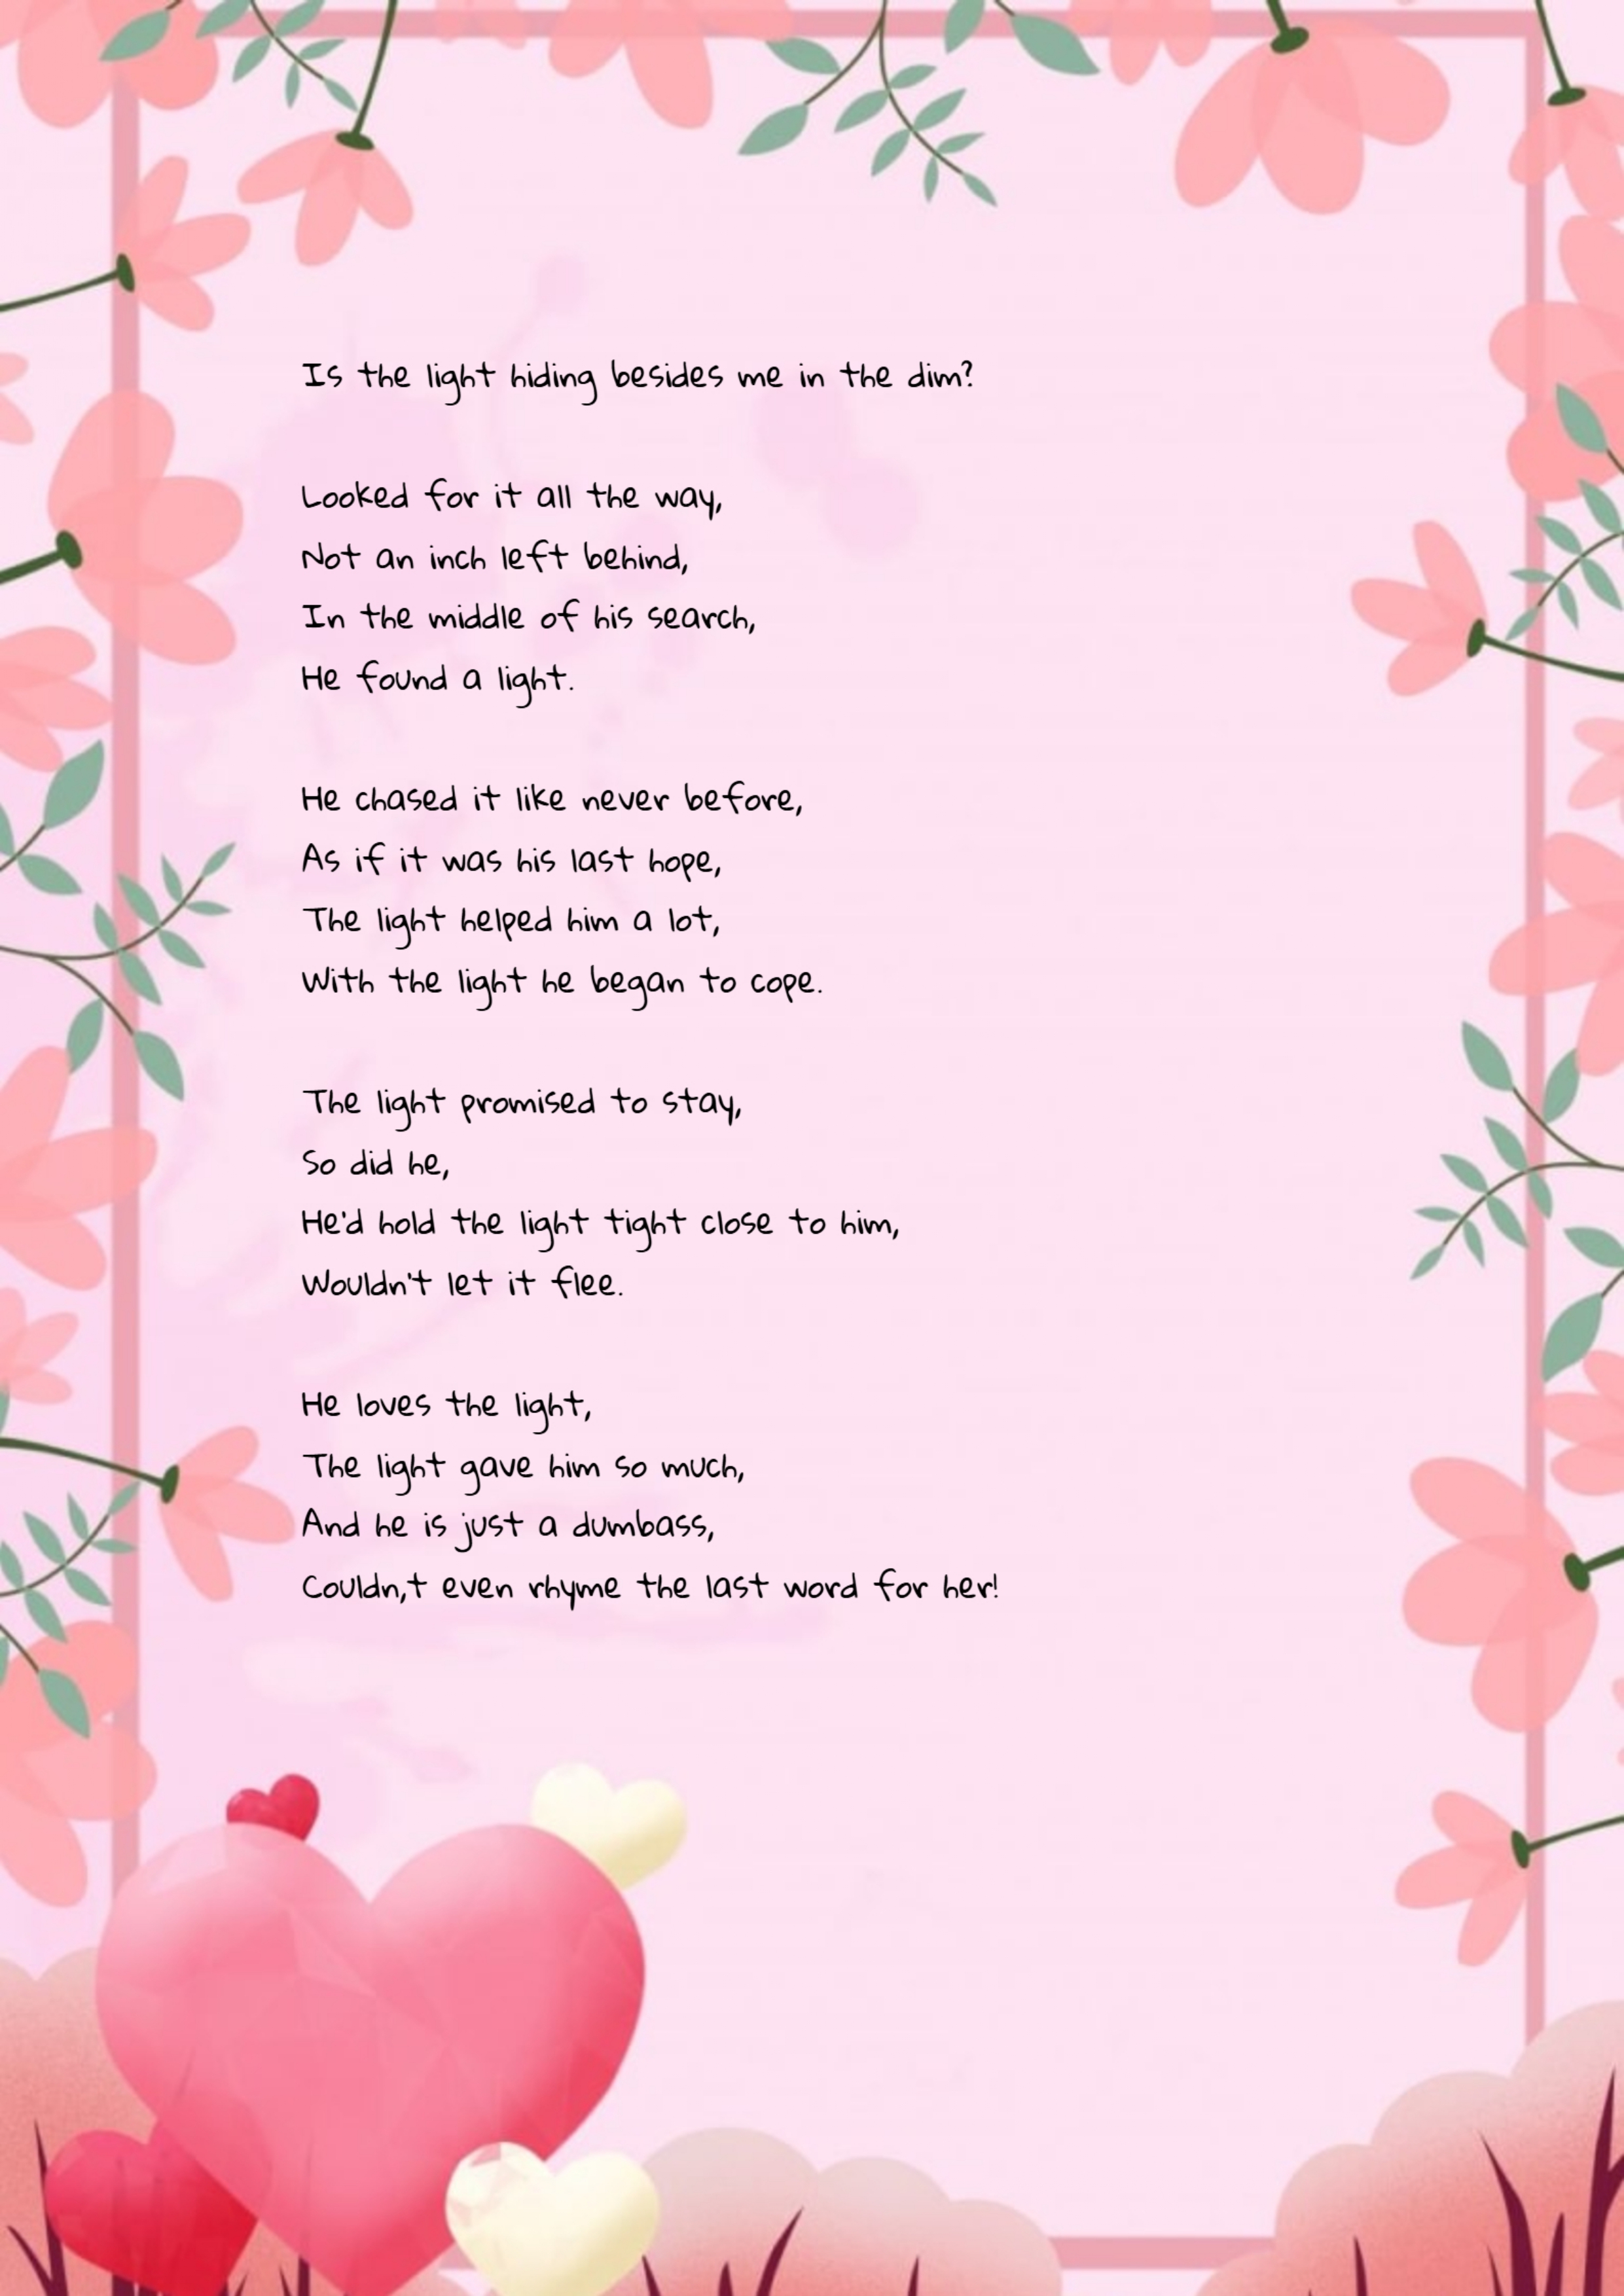 Is the light hiding besides me in the dim?
Looked for it all the way,
Not an inch left behind,
In the middle of his search,
He found a light.
He chased it like never before,
As if it was his last hope,
The light helped him a lot,
With the light he began to cope.
The light promised to stay,
So did he,
He'd hold the light tight close to him,
Wouldn't let it flee.
He loves the light,
The light gave him so much,
And he is just a dumbass,
Couldn,t even rhyme the last word for her!